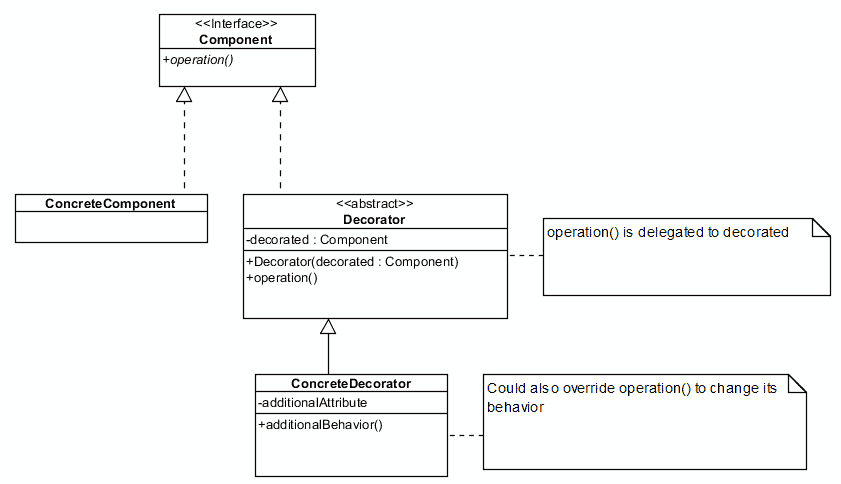 <<Interface>>
Component
+operation()
ConcreteComponent
<<abstract>>
Decorator
-decorated : Component
+Decorator(decorated : Component)
+operation()
operation() is delegated to decorated
ConcreteDecorator
-additionalAttribute
+additionalBehavior()
Could also override operation() to change its
behavior